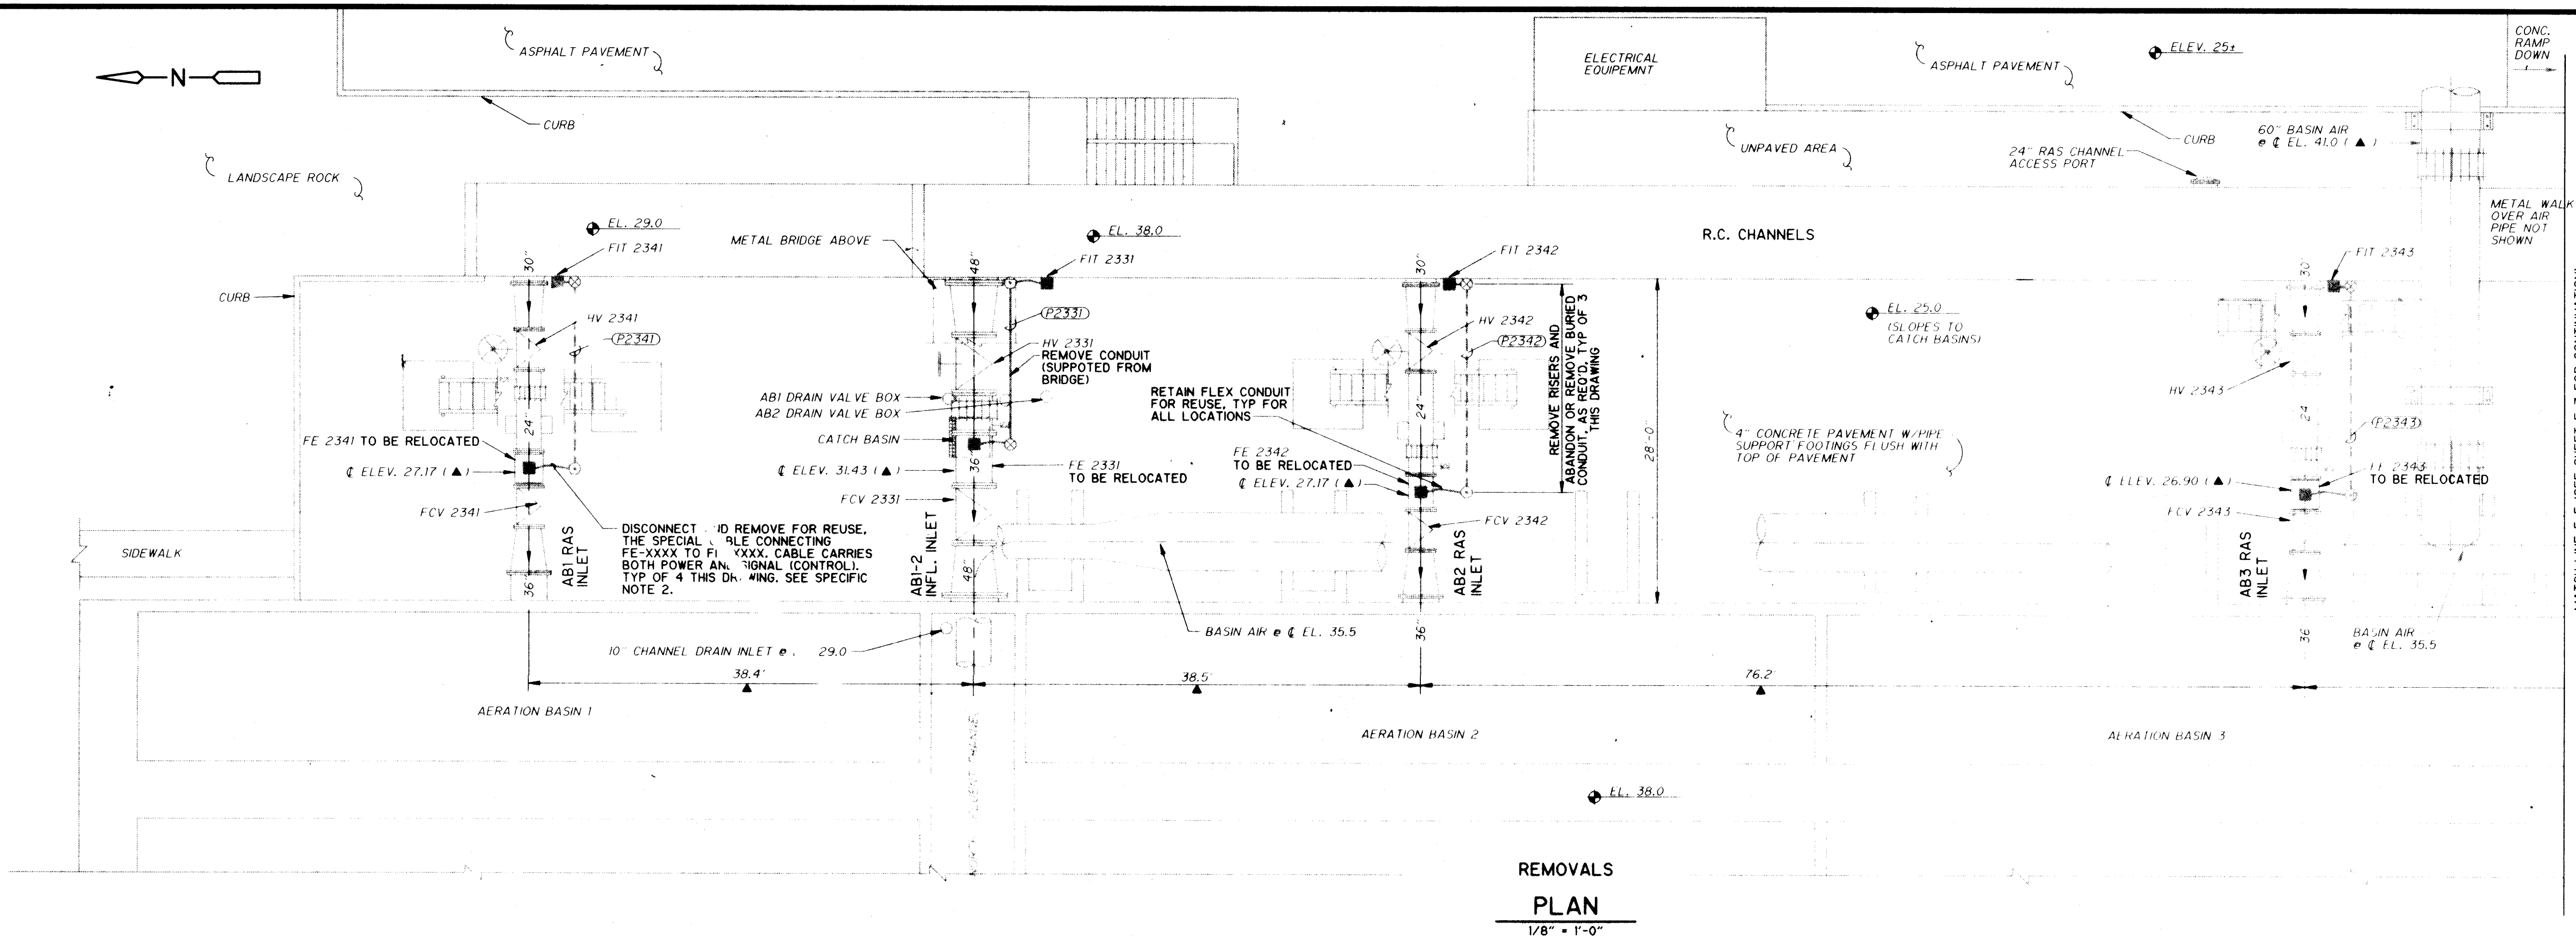 ASPHALT PAVEMENT
N
CURB
LANDSCAPE ROCK
ELECTRICAL
EQUIPEMNT
ASPHALT PAVEMENT
ELEV. 25±
CONC.
RAMP
DOWN
UNPAVED AREA
CURB
24" RAS CHANNEL
ACCESS PORT
60" BASIN AIR
@ ℄ EL. 41.0 (▲)
METAL WALK
OVER AIR
PIPE NOT
SHOWN
EL. 29.0
FIT 2341
METAL BRIDGE ABOVE
EL. 38.0
FIT 2331
R.C. CHANNELS
FIT 2342
FIT 2343
CURB
30"
48"
30"
30"
HV 2341
P2341
P2331
HV 2331
REMOVE CONDUIT
(SUPPOTED FROM
BRIDGE)
HV 2342
P2342
REMOVE RISERS AND
ABANDON OR REMOVE BURIED
CONDUIT, AS REQ'D, TYP OF 3
THIS DRAWING
28'-0"
EL. 25.0
(SLOPES TO
CATCH BASINS)
HV 2343
P2343
AB1 DRAIN VALVE BOX
AB2 DRAIN VALVE BOX
CATCH BASIN
RETAIN FLEX CONDUIT
FOR REUSE, TYP FOR
ALL LOCATIONS
24"
24"
24
4" CONCRETE PAVEMENT W/PIPE
SUPPORT FOOTINGS FLUSH WITH
TOP OF PAVEMENT
FE 2341 TO BE RELOCATED
℄ ELEV. 27.17 (▲)
FCV 2341
℄ ELEV. 31.43 (▲)
36"
FE 2331
TO BE RELOCATED
FCV 2331
FE 2342
TO BE RELOCATED
℄ ELEV. 27.17 (▲)
FCV 2342
℄ ELEV. 26.90 (▲)
FE 2343
TO BE RELOCATED
FCV 2343
SIDEWALK
36"
AB1 RAS
INLET
DISCONNECT REMOVE FOR REUSE,
THE SPECIAL CONNECTING
FE-XXXX TO XXXX. CABLE CARRIES
BOTH POWER SIGNAL (CONTROL).
TYP OF 4 THIS SEE SPECIFIC
NOTE 2.
AB1-2
INFL. INLET
48"
AB2 RAS
INLET
36"
AB3 RAS
INLET
36
BASIN AIR @ ℄ EL. 35.5
BASIN AIR
@ ℄ EL. 35.5
10" CHANNEL DRAIN INLET @ 29.0
38.4'
38.5'
76.2'
AERATION BASIN 1
AERATION BASIN 2
AERATION BASIN 3
EL. 38.0
REMOVALS
PLAN
1/8" = 1'-0"